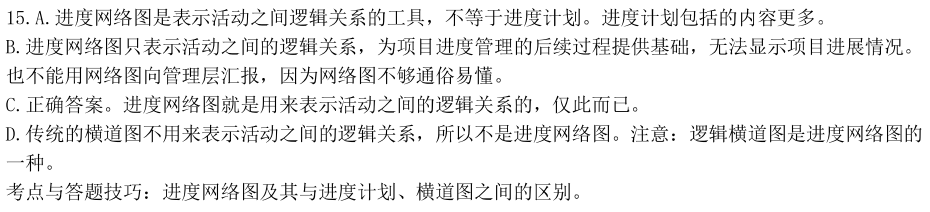 15. A. 进度网络图是表示活动之间逻辑关系的工具，不等于进度计划。进度计划包括的内容更多。
B. 进度网络图只表示活动之间的逻辑关系，为项目进度管理的后续过程提供基础，无法显示项目进展情况。
也不能用网络图向管理层汇报，因为网络图不够通俗易懂。
C. 正确答案。进度网络图就是用来表示活动之间的逻辑关系的，仅此而已。
D. 传统的横道图不用来表示活动之间的逻辑关系，所以不是进度网络图。注意：逻辑横道图是进度网络图的
一种。
考点与答题技巧：进度网络图及其与进度计划、横道图之间的区别。